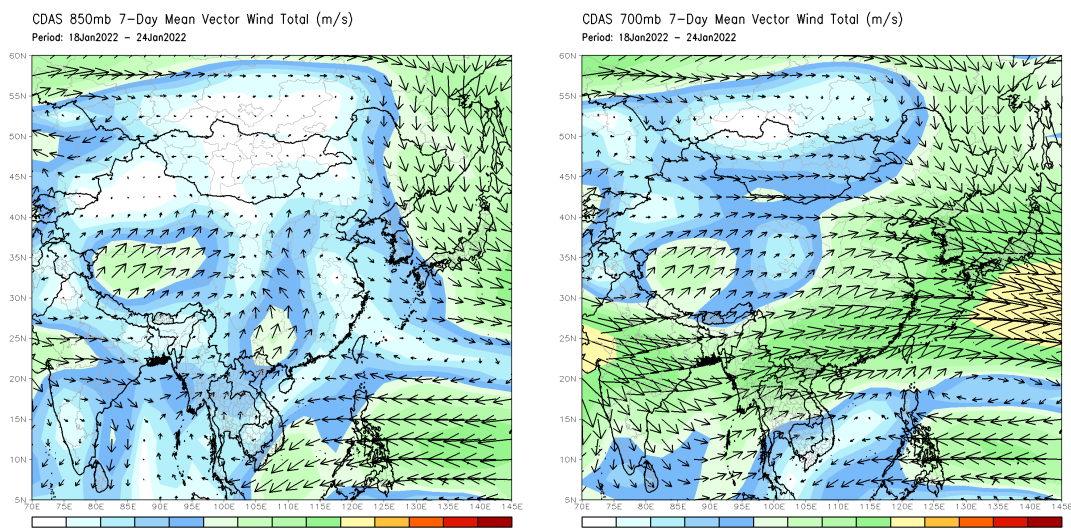 CDAS 850mb 7-Day Mean Vector Wind Total (m/s)
Period: 18Jan2022 - 24Jan2022
60N
55N
50N
45N
40N
35N
30N
25N
20N
15N
10N
5N
70E 75E 80E 85E 90E 95E 100E 105E 110E 115E 120E 125E 130E 135E 140E 145E
CDAS 700mb 7-Day Mean Vector Wind Total (m/s)
Period: 18Jan2022 - 24Jan2022
60N
55N
50N
45N
40N
35N
30N
25N
20N
15N
10N
5N
70E 75E 80E 85E 90E 95E 100E 105E 110E 115E 120E 125E 130E 135E 140E 145E